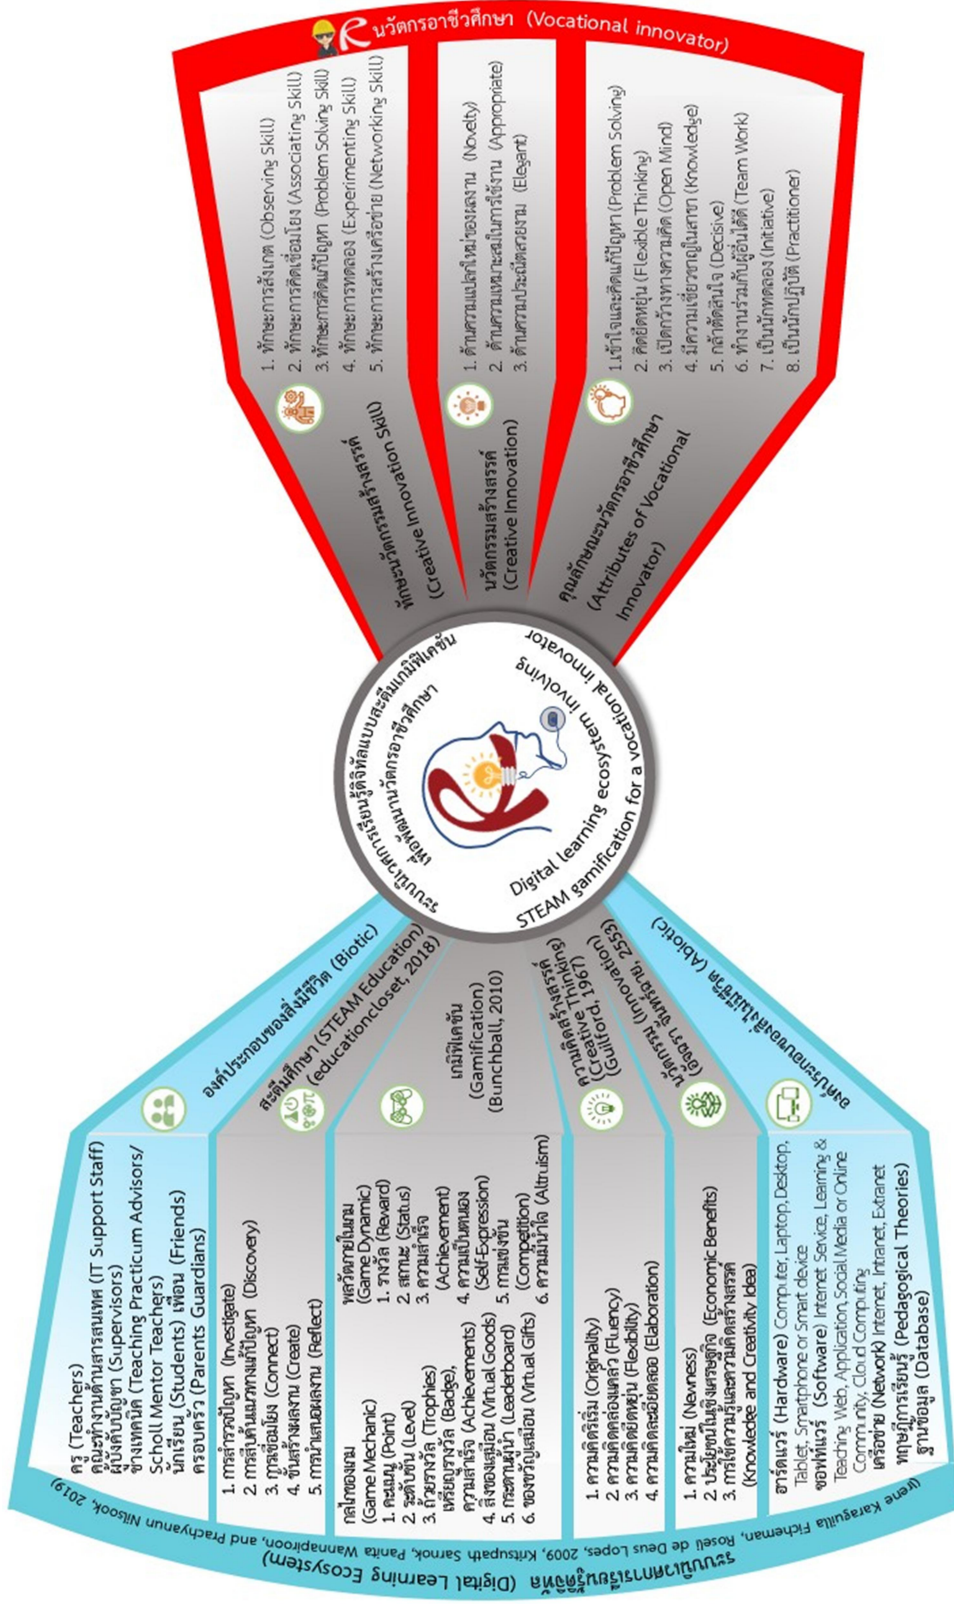 ระบบนิเวศการเรียนรู้ดิจิทัล (Digital Learning Ecosystem)
(Irene Karaguilla Ficheman, Roseli de Deus Lopes, 2009, Kritsupath Sarnok, Panita Wannapiroon, and Prachyanun Nilsook, 2019)
ครู (Teachers)
คณะทำงานด้านสารสนเทศ (IT Support Staff)
ผู้บังคับบัญชา (Supervisors)
ช่างเทคนิค (Teaching Practicum Advisors/
Scholl Mentor Teachers)
นักเรียน (Students) เพื่อน (Friends)
ครอบครัว (Parents Guardians)
องค์ประกอบของสิ่งมีชีวิต (Biotic)
1. การสำรวจปัญหา (Investigate)
2. การสืบค้นแนวทางแก้ปัญหา (Discovery)
3. การเชื่อมโยง (Connect)
4. ขั้นสร้างผลงาน (Create)
5. การนำเสนอผลงาน (Reflect)
สะตีมศึกษา (STEAM Education)
(educationcloset, 2018)
กลไกของเกม
(Game Mechanic)
1. คะแนน (Point)
2. ระดับขั้น (Level)
3. ถ้วยรางวัล (Trophies)
เหรียญรางวัล (Badge),
ความสำเร็จ (Achievements)
4. สิ่งของเสมือน (Virtual Goods)
5. กระดานผู้นำ (Leaderboard)
6. ของขวัญเสมือน (Virtual Gifts)
พลวัตภายในเกม
(Game Dynamic)
1. รางวัล (Reward)
2. สถานะ (Status)
3. ความสำเร็จ
(Achievement)
4. ความเป็นตนเอง
(Self-Expression)
5. การแข่งขัน
(Competition)
6. ความมีน้ำใจ (Altruism)
เกมิฟิเคชัน
(Gamification)
(Bunchball, 2010)
1. ความคิดริเริ่ม (Originality)
2. ความคิดคล่องแคล่ว (Fluency)
3. ความคิดยืดหยุ่น (Flexibility)
4. ความคิดละเอียดลออ (Elaboration)
ความคิดสร้างสรรค์
(Creative Thinking)
(Guilford, 1967)
1. ความใหม่ (Newness)
2. ประโยชน์ในเชิงเศรษฐกิจ (Economic Benefits)
3. การใช้ความรู้และความคิดสร้างสรรค์
(Knowledge and Creativity Idea)
นวัตกรรม (Innovation)
2553)
ฮาร์ดแวร์ (Hardware) Computer, Laptop, Desktop,
Tablet, Smartphone or Smart device
ซอฟท์แวร์ (Software) Internet Service, Learning &
Teaching Web, Application, Social Media or Online
Community, Cloud Computing
เครือข่าย (Network) Internet, Intranet, Extranet
ทฤษฎีการเรียนรู้ (Pedagogical Theories)
ฐานข้อมูล (Database)
องค์ประกอบของสิ่งไม่มีชีวิต (Abiotic)
ระบบนิเวศการเรียนรู้ดิจิทัลแบบสะตีมเกมิฟิเคชัน
เพื่อพัฒนานวัตกรอาชีวศึกษา
Digital learning ecosystem involving
STEAM gamification for a vocational innovator
R นวัตกรอาชีวศึกษา (Vocational innovator)
ทักษะนวัตกรรมสร้างสรรค์
(Creative Innovation Skill)
1. ทักษะการสังเกต (Observing Skill)
2. ทักษะการคิดเชื่อมโยง (Associating Skill)
3. ทักษะการคิดแก้ปัญหา (Problem Solving Skill)
4. ทักษะการทดลอง (Experimenting Skill)
5. ทักษะการสร้างเครือข่าย (Networking Skill)
นวัตกรรมสร้างสรรค์
(Creative Innovation)
1. ด้านความแปลกใหม่ของผลงาน (Novelty)
2. ด้านความเหมาะสมในการใช้งาน (Appropriate)
3. ด้านความประณีตสวยงาม (Elegant)
คุณลักษณะนวัตกรอาชีวศึกษา
(Attributes of Vocational
Innovator)
1.เข้าใจและคิดแก้ปัญหา (Problem Solving)
2. คิดยืดหยุ่น (Flexible Thinking)
3. เปิดกว้างทางความคิด (Open Mind)
4. มีความเชี่ยวชาญในสาขา (Knowledge)
5. กล้าตัดสินใจ (Decisive)
6. ทำงานร่วมกับผู้อื่นได้ดี (Team Work)
7. เป็นนักทดลอง (Initiative)
8. เป็นนักปฏิบัติ (Practitioner)